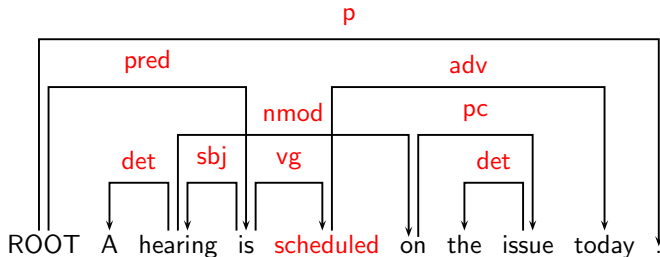 p
pred adv
nmod pc
det sbj vg det
ROOT A hearing is scheduled on the issue today .